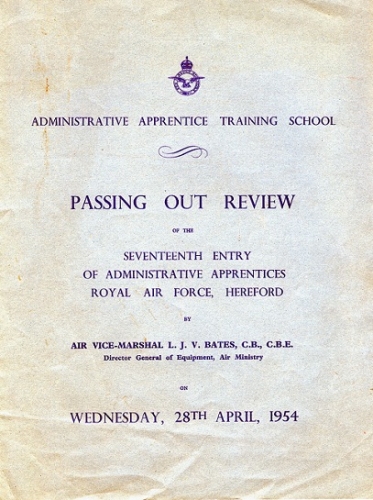 ADMINISTRATIVE APPRENTICE TRAINING SCHOOL
PASSING OUT REVIEW
OF THE
SEVENTEENTH ENTRY
OF ADMINISTRATIVE APPRENTICES
ROYAL AIR FORCE, HEREFORD
BY
AIR VICE-MARSHAL L. J. V. BATES, C.B., C.B.E.
Director General of Equipment, Air Ministry
ON
WEDNESDAY, 28TH APRIL, 1954